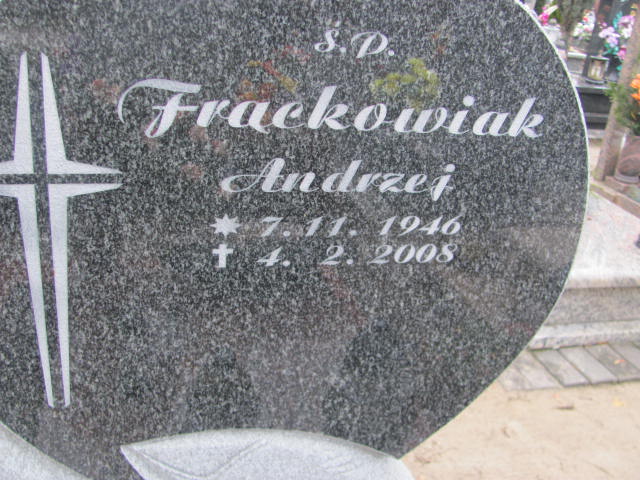 Ś.P.
Frąckowiak
Andrzej
* 7. 11. 1946
✝ 4. 2. 2008